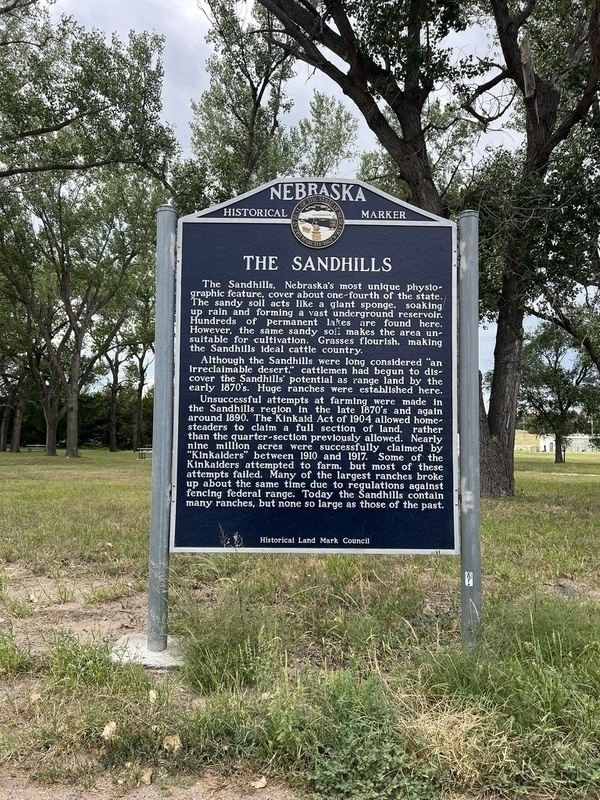 NEBRASKA
HISTORICAL MARKER
THE SANDHILLS
The Sandhills, Nebraska's most unique physio-
graphic feature, cover about one-fourth of the state.
The sandy soil acts like a giant sponge, soaking
up rain and forming a vast underground reservoir.
Hundreds of permanent lakes are found here.
However, the same sandy soil makes the area un-
suitable for cultivation. Grasses flourish, making
the Sandhills ideal cattle country.
Although the Sandhills were long considered "an
irreclaimable desert," cattlemen had begun to dis-
cover the Sandhills' potential as range land by the
early 1870's. Huge ranches were established here.
Unsuccessful attempts at farming were made in
the Sandhills region in the late 1870's and again
around 1890. The Kinkaid Act of 1904 allowed home-
steaders to claim a full section of land, rather
than the quarter-section previously allowed. Nearly
nine million acres were successfully claimed by
"Kinkaiders" between 1910 and 1917. Some of the
Kinkaiders attempted to farm, but most of these
attempts failed. Many of the largest ranches broke
up about the same time due to regulations against
fencing federal range. Today the Sandhills contain
many ranches, but none so large as those of the past.
Historical Land Mark Council